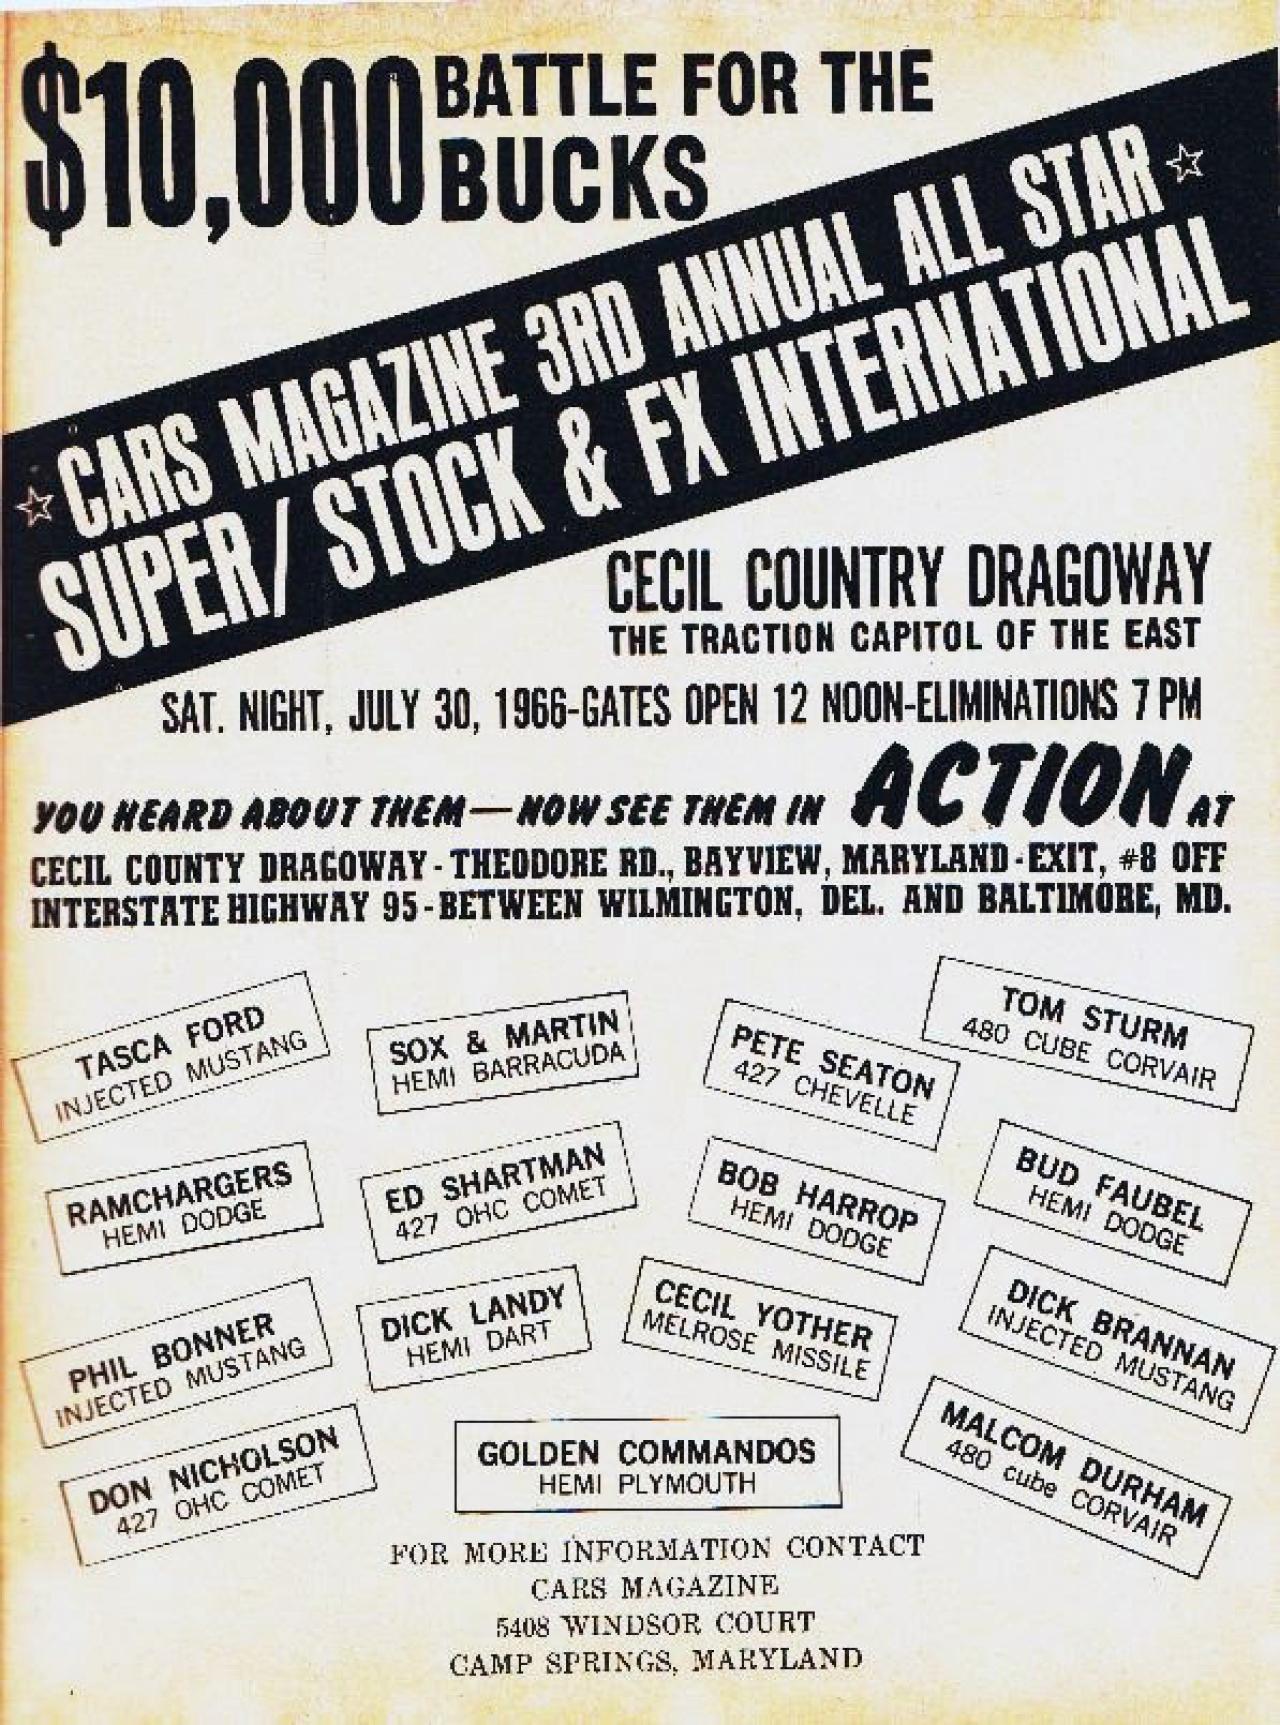 $10,000 BATTLE FOR THE
BUCKS
☆ CARS MAGAZINE 3RD ANNUAL ALL STAR ☆
SUPER/ STOCK & FX INTERNATIONAL
CECIL COUNTRY DRAGOWAY
THE TRACTION CAPITOL OF THE EAST
SAT. NIGHT, JULY 30, 1966-GATES OPEN 12 NOON-ELIMINATIONS 7 PM
YOU HEARD ABOUT THEM—NOW SEE THEM IN ACTION AT
CECIL COUNTY DRAGOWAY - THEODORE RD., BAYVIEW, MARYLAND - EXIT, #8 OFF
INTERSTATE HIGHWAY 95 - BETWEEN WILMINGTON, DEL. AND BALTIMORE, MD.
TASCA FORD
INJECTED MUSTANG
SOX & MARTIN
HEMI BARRACUDA
PETE SEATON
427 CHEVELLE
TOM STURM
480 CUBE CORVAIR
RAMCHARGERS
HEMI DODGE
ED SHARTMAN
427 OHC COMET
BOB HARROP
HEMI DODGE
BUD FAUBEL
HEMI DODGE
PHIL BONNER
INJECTED MUSTANG
DICK LANDY
HEMI DART
CECIL YOTHER
MELROSE MISSILE
DICK BRANNAN
INJECTED MUSTANG
DON NICHOLSON
427 OHC COMET
GOLDEN COMMANDOS
HEMI PLYMOUTH
MALCOM DURHAM
480 cube CORVAIR
FOR MORE INFORMATION CONTACT
CARS MAGAZINE
5408 WINDSOR COURT
CAMP SPRINGS, MARYLAND